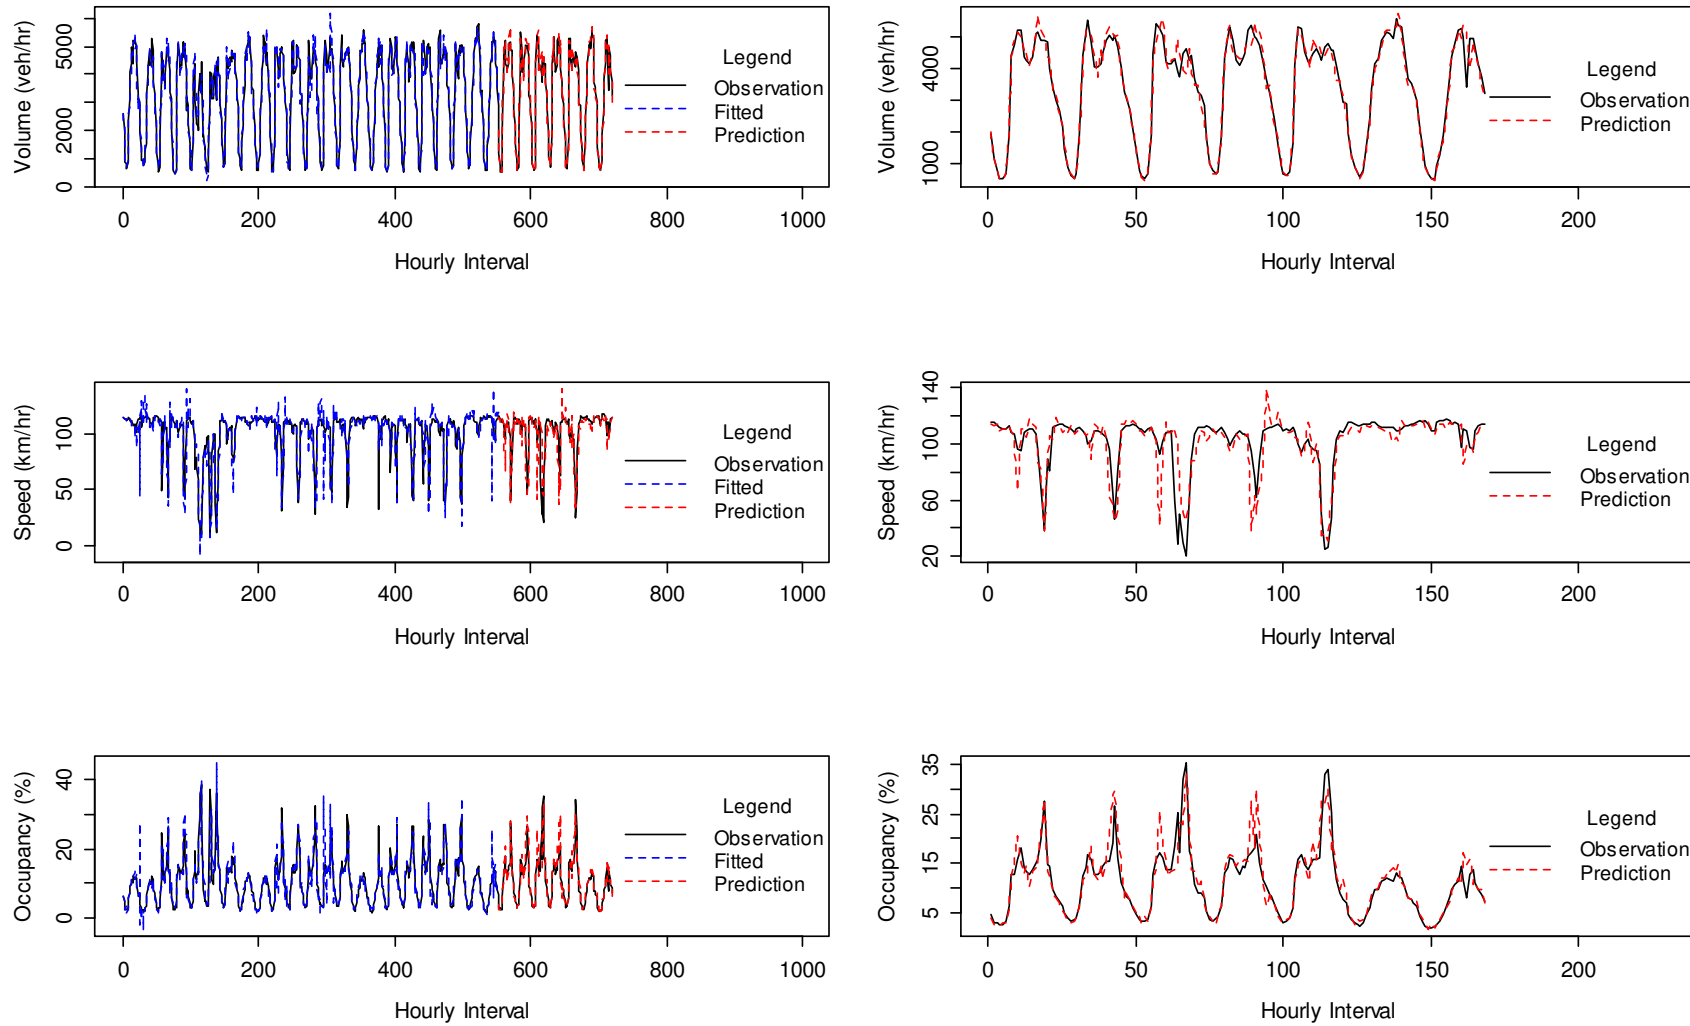 Volume (veh/hr)
0 2000 5000
Legend
Observation
Fitted
Prediction
0 200 400 600 800 1000
Hourly Interval
Volume (veh/hr)
1000 4000
Legend
Observation
Prediction
0 50 100 150 200
Hourly Interval
Speed (km/hr)
0 50 100
Legend
Observation
Fitted
Prediction
0 200 400 600 800 1000
Hourly Interval
Speed (km/hr)
20 60 100 140
Legend
Observation
Prediction
0 50 100 150 200
Hourly Interval
Occupancy (%)
0 20 40
Legend
Observation
Fitted
Prediction
0 200 400 600 800 1000
Hourly Interval
Occupancy (%)
5 15 25 35
Legend
Observation
Prediction
0 50 100 150 200
Hourly Interval